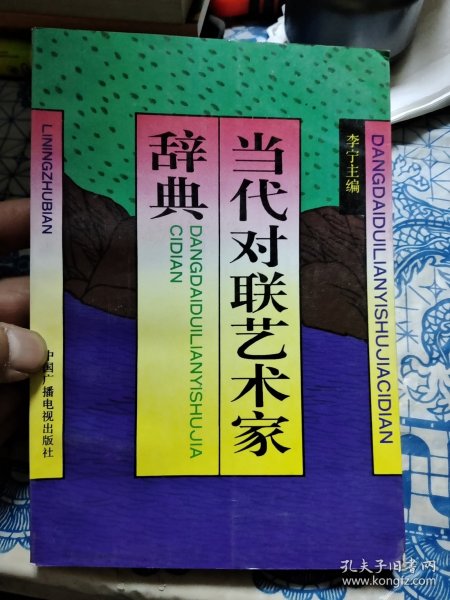 当代对联艺术家
辞典
DANGDAIDUILIANYISHUJIA
CIDIAN
李宁主编
DANGDAIDUILIANYISHUJIACIDIAN
LININGZHUBIAN
中国广播电视出版社
孔夫子旧书网
www.kongfz.com